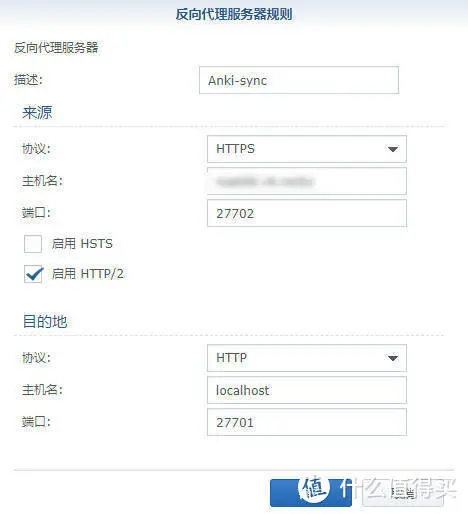 反向代理服务器规则
反向代理服务器
描述: Anki-sync
来源
协议: HTTPS
主机名:
端口: 27702
启用 HSTS
启用 HTTP/2
目的地
协议: HTTP
主机名: localhost
端口: 27701
值 什么值得买